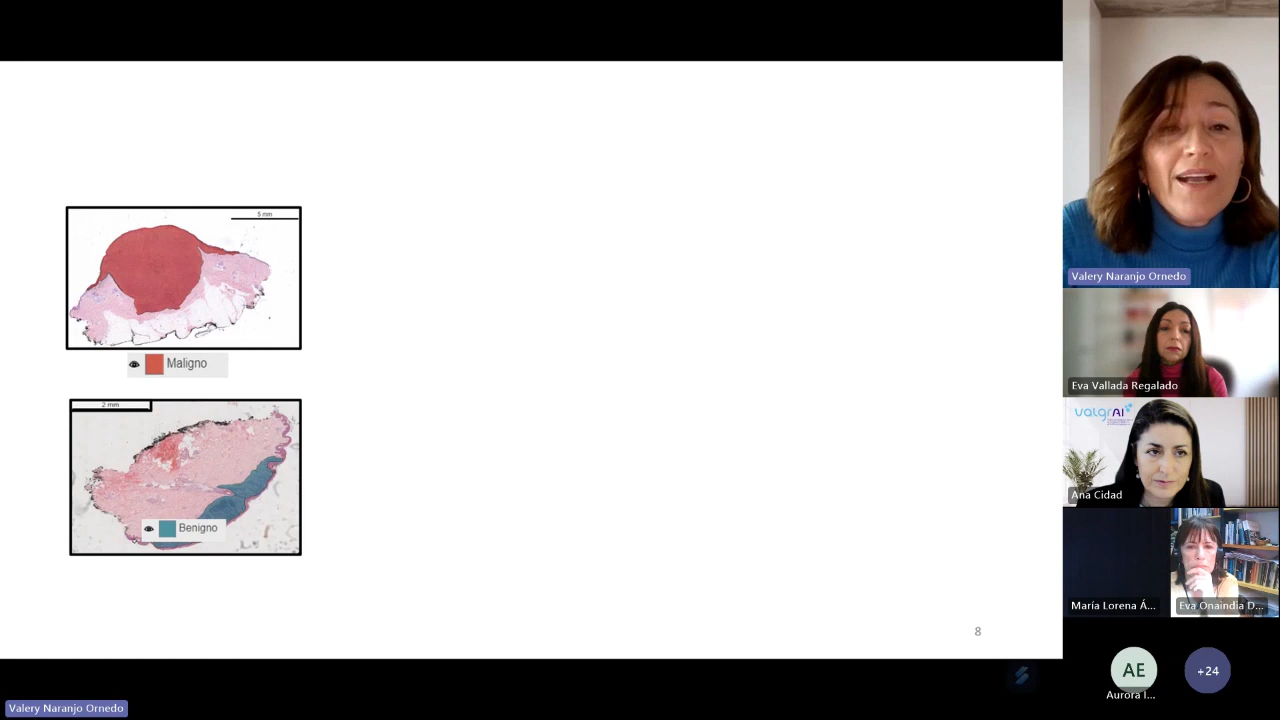 5 mm
Maligno
2 mm
Benigno
8
Valery Naranjo Ornedo
Eva Vallada Regalado
valgrAI
Ana Cidad
María Lorena Á...
Eva Onaindia D...
AE
Aurora I...
+24
Valery Naranjo Ornedo